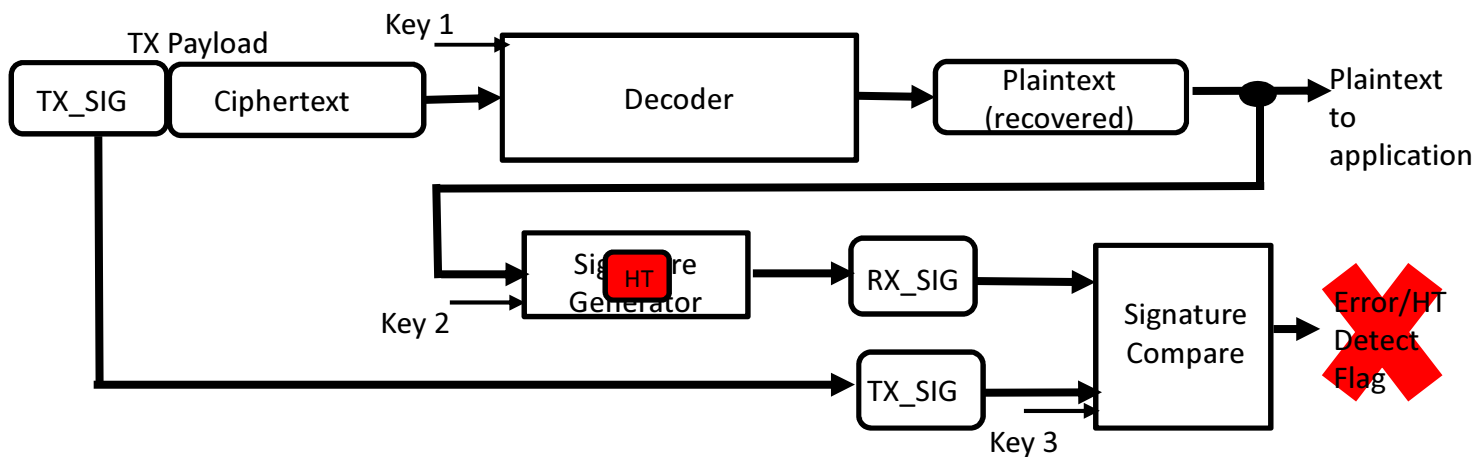 Key 1
TX Payload
TX_SIG
Ciphertext
Decoder
Plaintext
(recovered)
Plaintext
to
application
Key 2
HT
Generator
RX_SIG
TX_SIG
Key 3
Signature
Compare
Error/HT
Detect
Flag